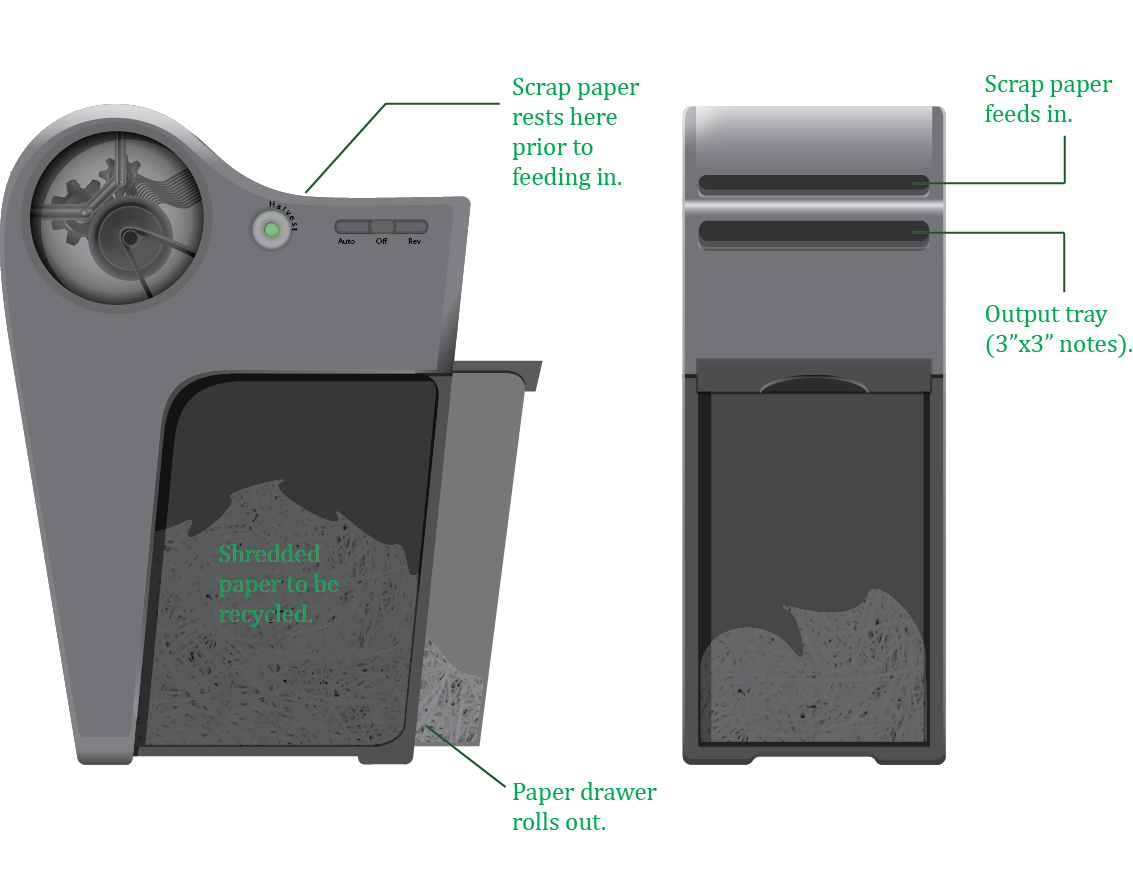 Scrap paper
rests here
prior to
feeding in.
Scrap paper
feeds in.
Harvest
Auto Off Rev
Output tray
(3”x3” notes).
Shredded
paper to be
recycled.
Paper drawer
rolls out.